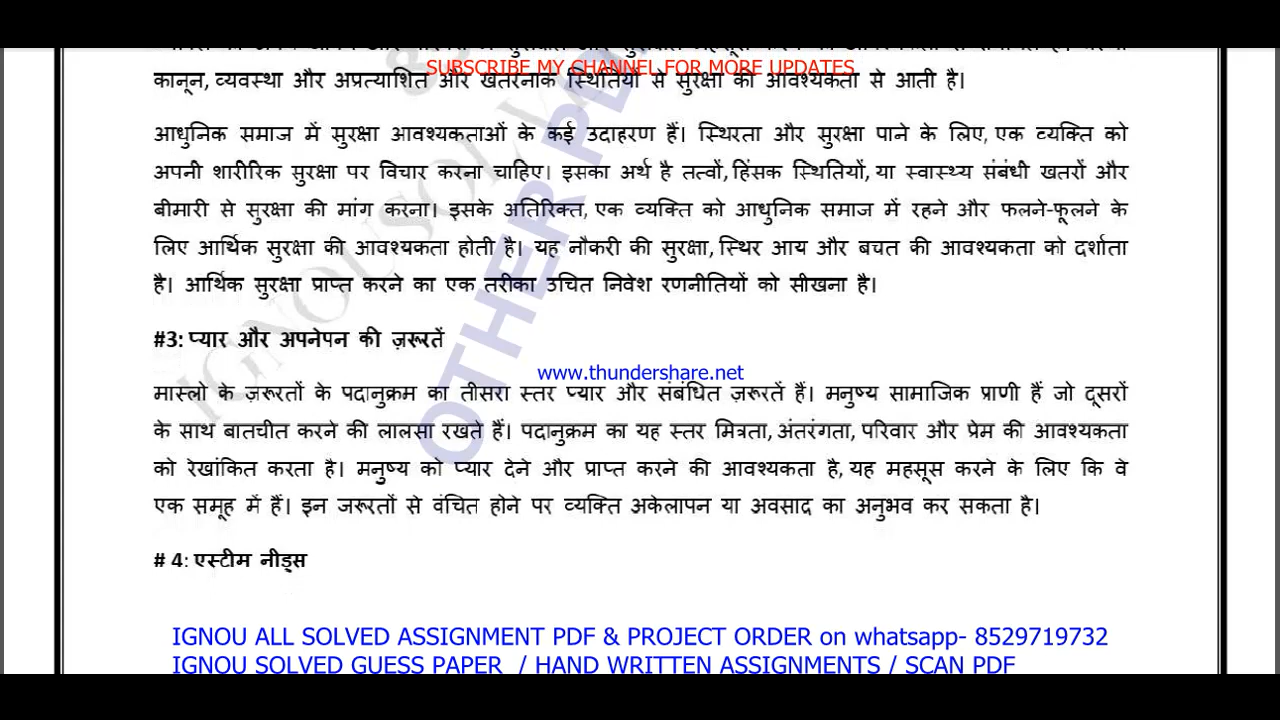 SUBSCRIBE MY CHANNEL FOR MORE UPDATES
कानून, व्यवस्था और अप्रत्याशित और खतरनाक स्थितियों से सुरक्षा की आवश्यकता से आती है।
आधुनिक समाज में सुरक्षा आवश्यकताओं के कई उदाहरण हैं। स्थिरता और सुरक्षा पाने के लिए, एक व्यक्ति को
अपनी शारीरिक सुरक्षा पर विचार करना चाहिए। इसका अर्थ है तत्वों, हिंसक स्थितियों, या स्वास्थ्य संबंधी खतरों और
बीमारी से सुरक्षा की मांग करना। इसके अतिरिक्त, एक व्यक्ति को आधुनिक समाज में रहने और फलने-फूलने के
लिए आर्थिक सुरक्षा की आवश्यकता होती है। यह नौकरी की सुरक्षा, स्थिर आय और बचत की आवश्यकता को दर्शाता
है। आर्थिक सुरक्षा प्राप्त करने का एक तरीका उचित निवेश रणनीतियों को सीखना है।
#3: प्यार और अपनेपन की ज़रूरतें
www.thundershare.net
मास्लो के ज़रूरतों के पदानुक्रम का तीसरा स्तर प्यार और संबंधित ज़रूरतें हैं। मनुष्य सामाजिक प्राणी हैं जो दूसरों
के साथ बातचीत करने की लालसा रखते हैं। पदानुक्रम का यह स्तर मित्रता, अंतरंगता, परिवार और प्रेम की आवश्यकता
को रेखांकित करता है। मनुष्य को प्यार देने और प्राप्त करने की आवश्यकता है, यह महसूस करने के लिए कि वे
एक समूह में हैं। इन जरूरतों से वंचित होने पर व्यक्ति अकेलापन या अवसाद का अनुभव कर सकता है।
# 4: एस्टीम नीड्स
IGNOU ALL SOLVED ASSIGNMENT PDF & PROJECT ORDER on whatsapp- 8529719732
IGNOU SOLVED GUESS PAPER / HAND WRITTEN ASSIGNMENTS / SCAN PDF